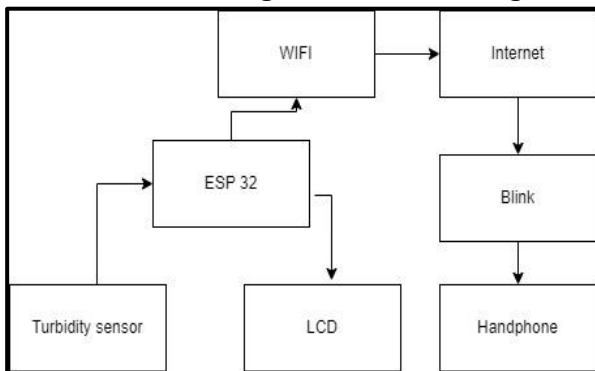 WIFI
Internet
ESP 32
Blink
Turbidity sensor
LCD
Handphone